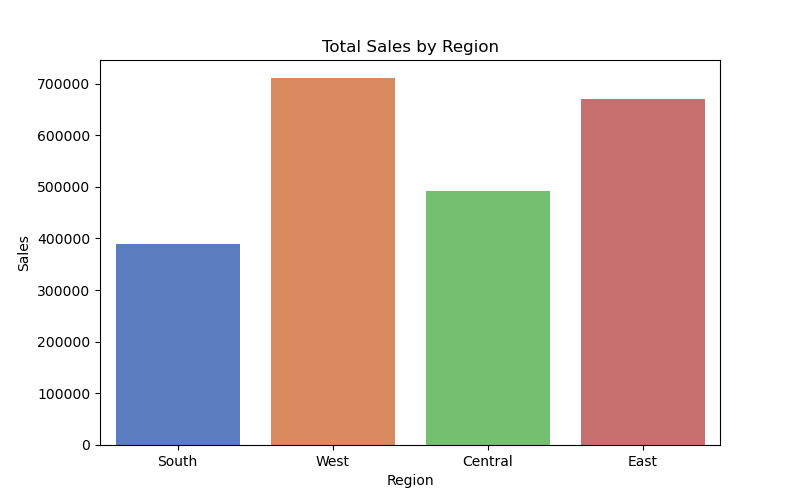 Total Sales by Region
Sales
700000
600000
500000
400000
300000
200000
100000
0
South West Central East
Region